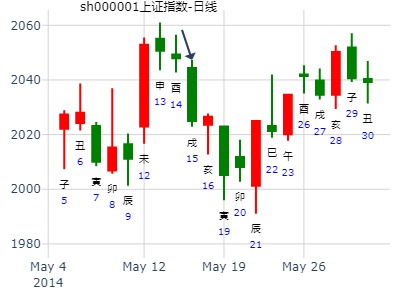 sh000001上证指数-日线
2060
2040
2020
2000
1980
子
5
丑
6
寅
7
卯
8
辰
9
未
12
申
13
酉
14
戌
15
亥
16
寅
19
卯
20
辰
21
巳
22
午
23
酉
26
戌
27
亥
28
子
29
丑
30
May 4
May 12
May 19
May 26
2014